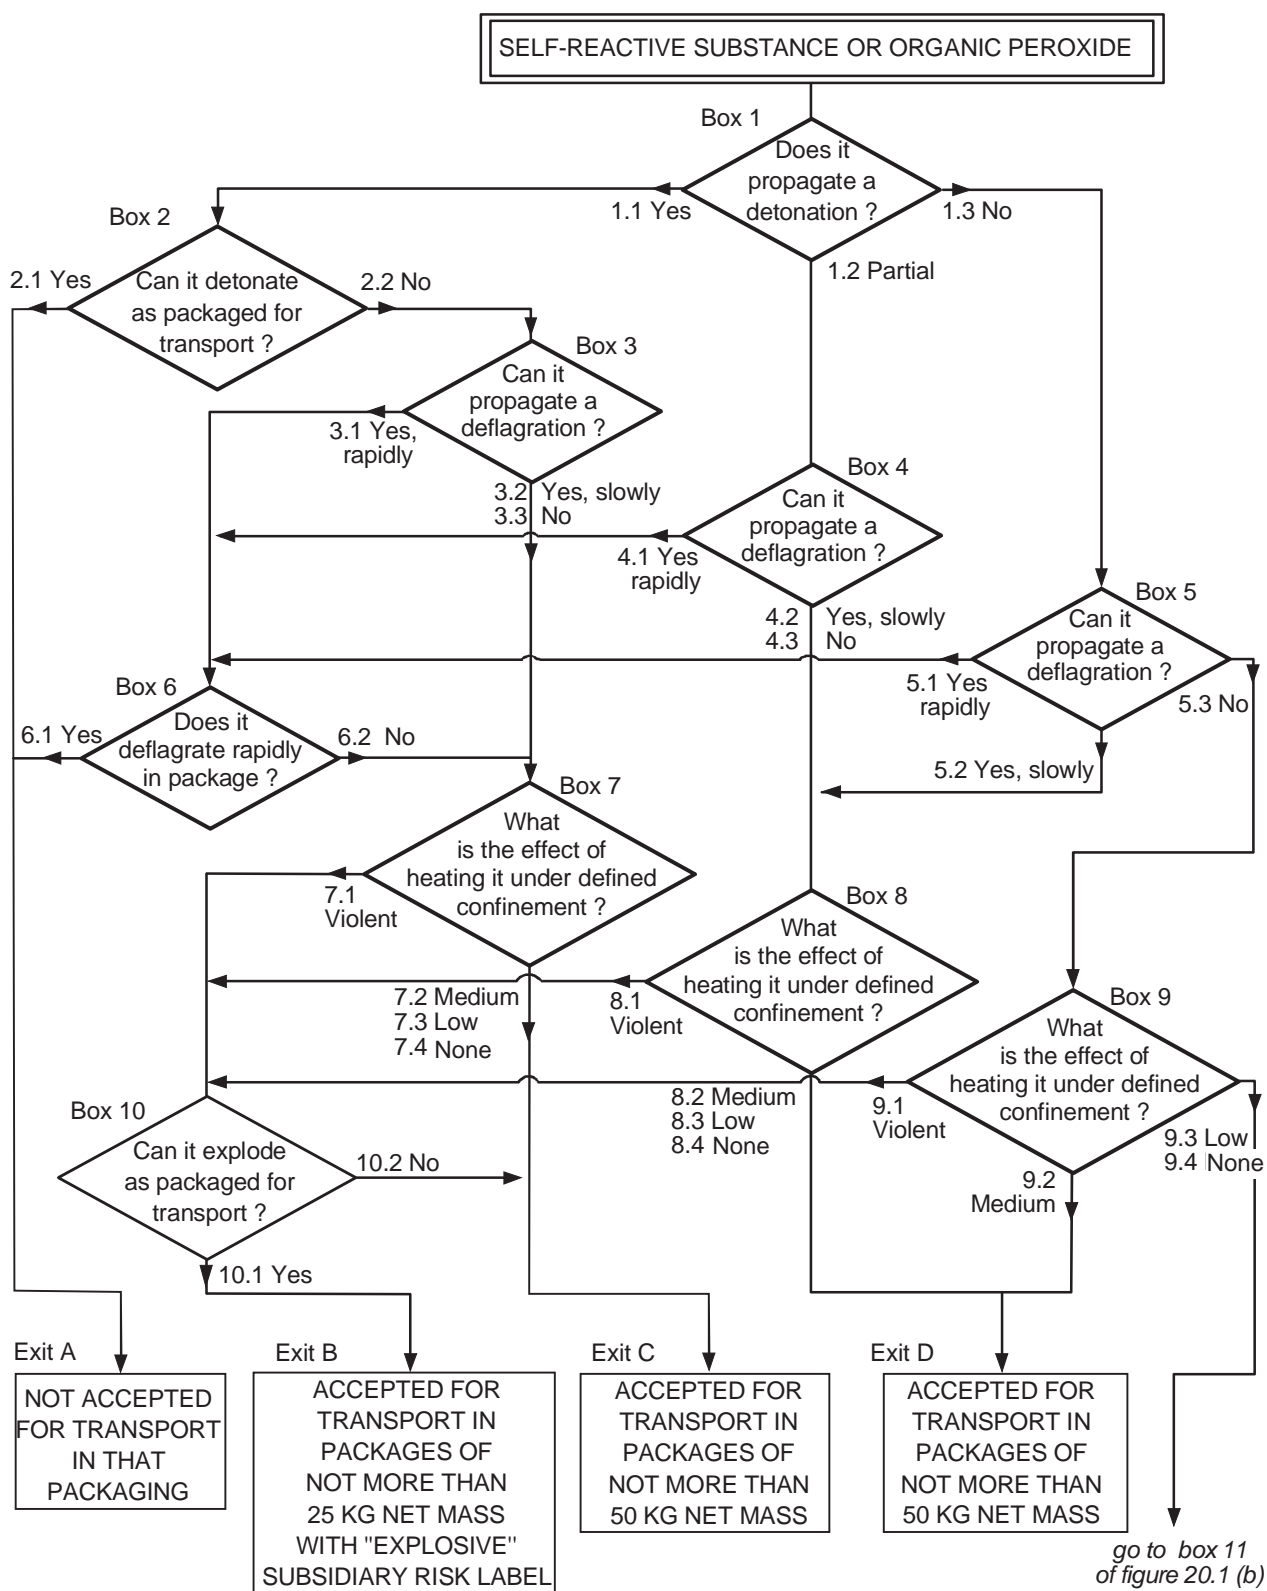 SELF-REACTIVE SUBSTANCE OR ORGANIC PEROXIDE
Box 1
Does it
propagate a
detonation ?
1.1 Yes
1.3 No
1.2 Partial
Box 2
Can it detonate
as packaged for
transport ?
2.1 Yes
2.2 No
Box 3
Can it
propagate a
deflagration ?
3.1 Yes,
rapidly
3.2 Yes, slowly
3.3 No
Box 4
Can it
propagate a
deflagration ?
4.1 Yes
rapidly
4.2 Yes, slowly
4.3 No
Box 5
Can it
propagate a
deflagration ?
5.1 Yes
rapidly
5.3 No
5.2 Yes, slowly
Box 6
Does it
deflagrate rapidly
in package ?
6.1 Yes
6.2 No
Box 7
What
is the effect of
heating it under defined
confinement ?
7.1
Violent
7.2 Medium
7.3 Low
7.4 None
Box 8
What
is the effect of
heating it under defined
confinement ?
8.1
Violent
8.2 Medium
8.3 Low
8.4 None
Box 9
What
is the effect of
heating it under defined
confinement ?
9.1
Violent
9.2
Medium
9.3 Low
9.4 None
Box 10
Can it explode
as packaged for
transport ?
10.2 No
10.1 Yes
Exit A
NOT ACCEPTED
FOR TRANSPORT
IN THAT
PACKAGING
Exit B
ACCEPTED FOR
TRANSPORT IN
PACKAGES OF
NOT MORE THAN
25 KG NET MASS
WITH "EXPLOSIVE"
SUBSIDIARY RISK LABEL
Exit C
ACCEPTED FOR
TRANSPORT IN
PACKAGES OF
NOT MORE THAN
50 KG NET MASS
Exit D
ACCEPTED FOR
TRANSPORT IN
PACKAGES OF
NOT MORE THAN
50 KG NET MASS
go to box 11
of figure 20.1 (b)